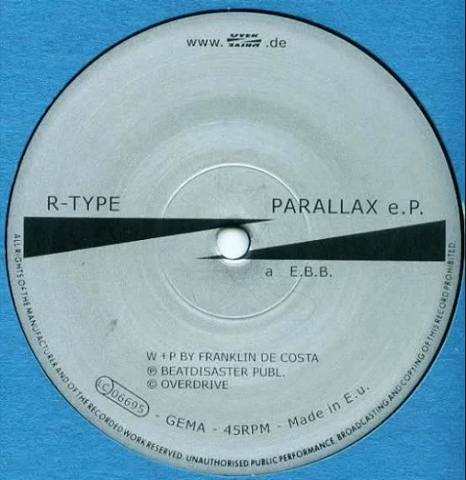 www. OVER DRIVE .de
R-TYPE
PARALLAX e.P.
a E.B.B.
W + P BY FRANKLIN DE COSTA
℗ BEATDISASTER PUBL.
© OVERDRIVE
LC 06695 - GEMA - 45RPM - Made in E.u.
ALL RIGHTS OF THE MANUFACTURER AND OF THE RECORDED WORK RESERVED. UNAUTHORISED PUBLIC PERFORMANCE BROADCASTING AND COPYING OF THIS RECORD PROHIBITED.